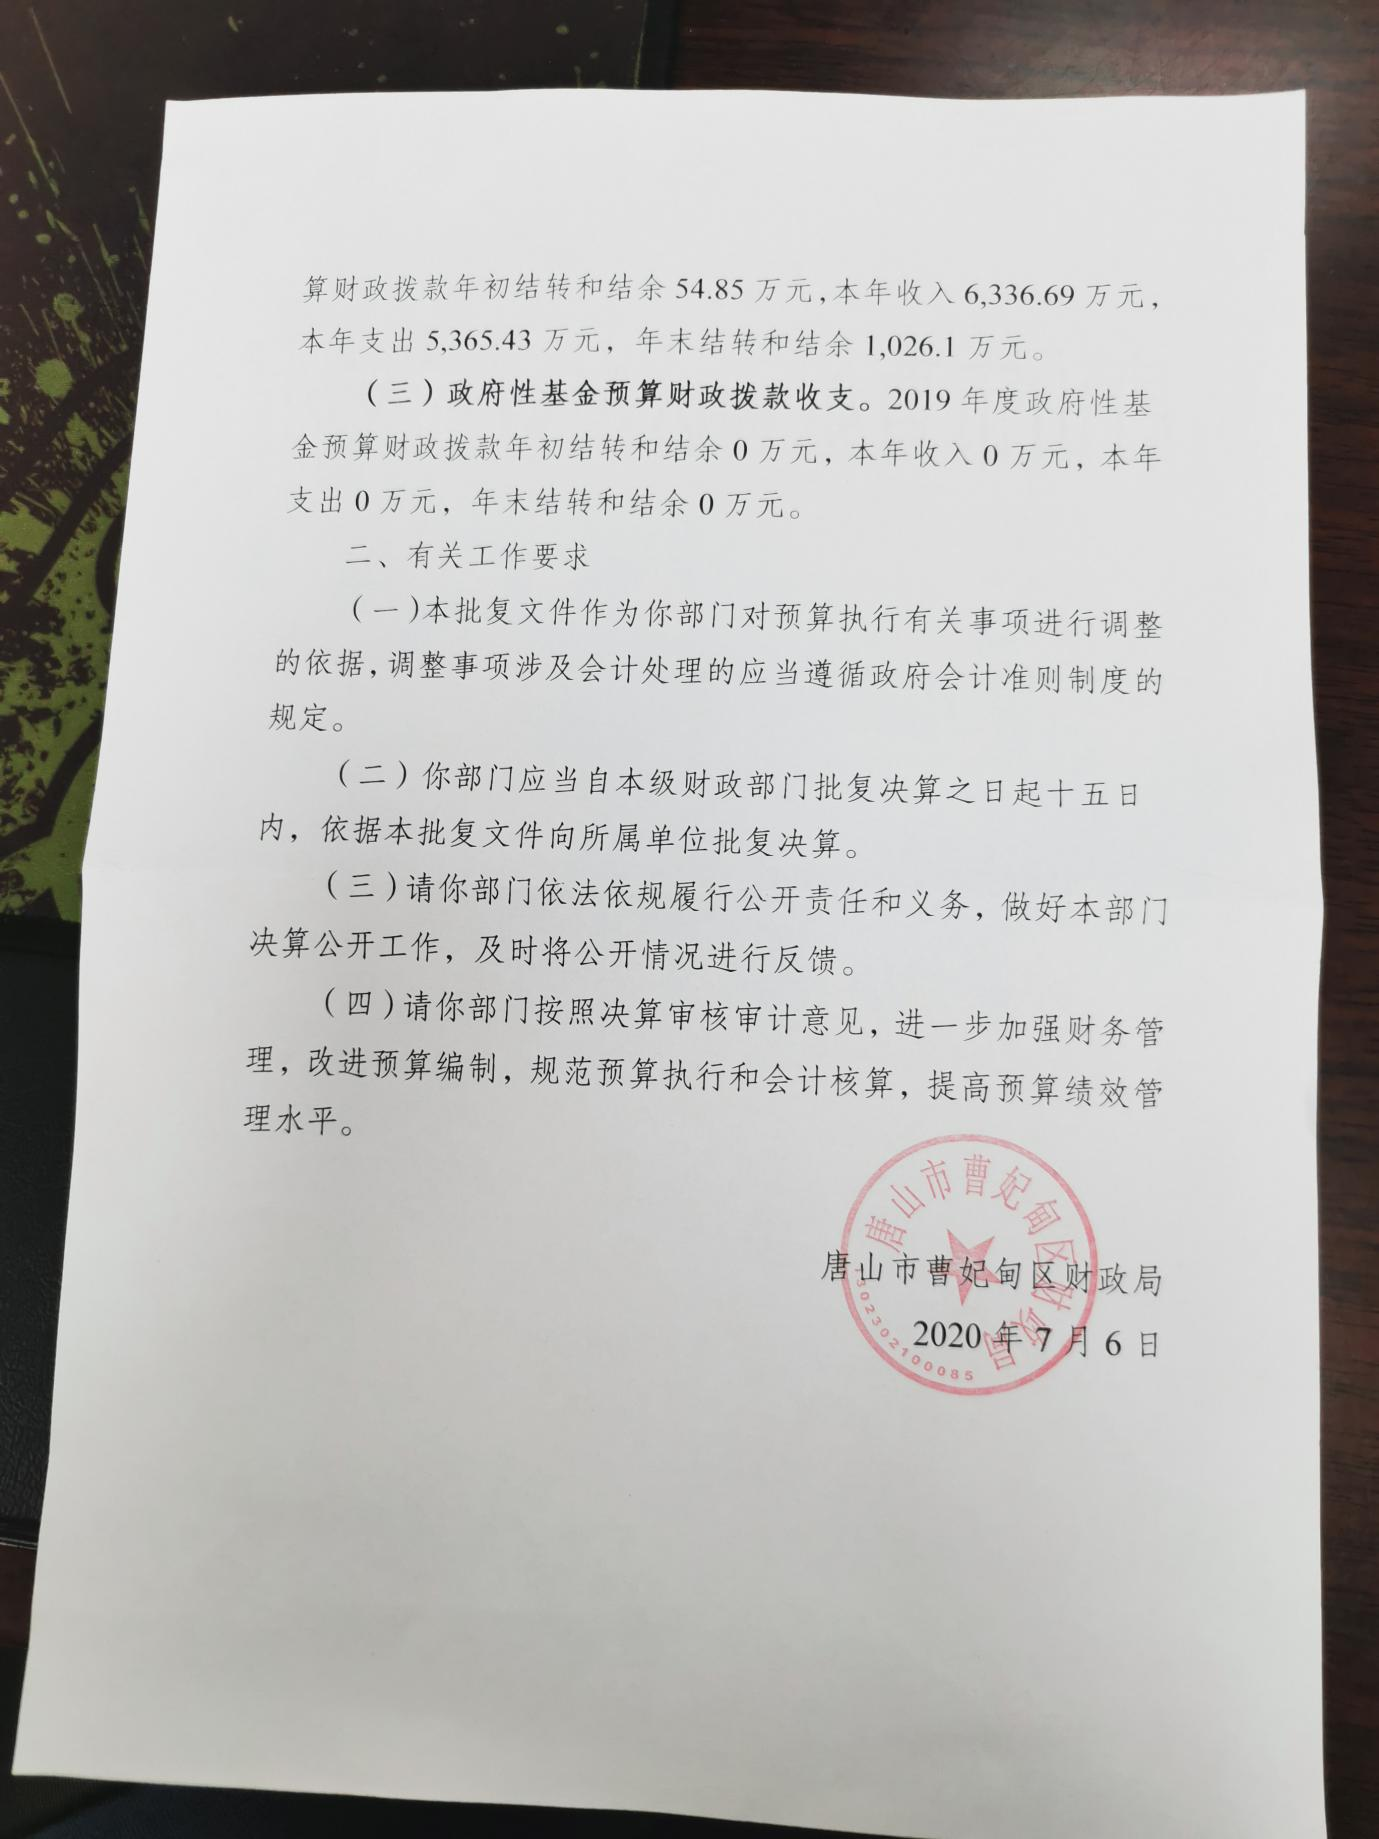 算财政拨款年初结转和结余 54.85 万元，本年收入 6,336.69 万元，
本年支出 5,365.43 万元，年末结转和结余 1,026.1 万元。
（三）政府性基金预算财政拨款收支。2019 年度政府性基
金预算财政拨款年初结转和结余 0 万元，本年收入 0 万元，本年
支出 0 万元，年末结转和结余 0 万元。
二、有关工作要求
（一）本批复文件作为你部门对预算执行有关事项进行调整
的依据，调整事项涉及会计处理的应当遵循政府会计准则制度的
规定。
（二）你部门应当自本级财政部门批复决算之日起十五日
内，依据本批复文件向所属单位批复决算。
（三）请你部门依法依规履行公开责任和义务，做好本部门
决算公开工作，及时将公开情况进行反馈。
（四）请你部门按照决算审核审计意见，进一步加强财务管
理，改进预算编制，规范预算执行和会计核算，提高预算绩效管
理水平。
唐山市曹妃甸区财政局
唐山市曹妃甸区财政局
2020 年 7 月 6 日
1302302100085